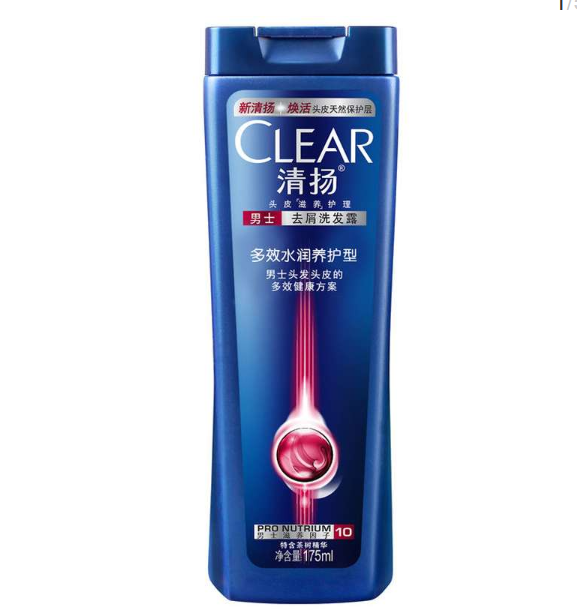 新清扬 焕活头皮天然保护层
CLEAR
清扬®
头皮滋养护理
男士 去屑洗发露
多效水润养护型
男士头发头皮的
多效健康方案
PRO NUTRIUM 10
男士滋养因子
特含茶树精华
净含量175ml